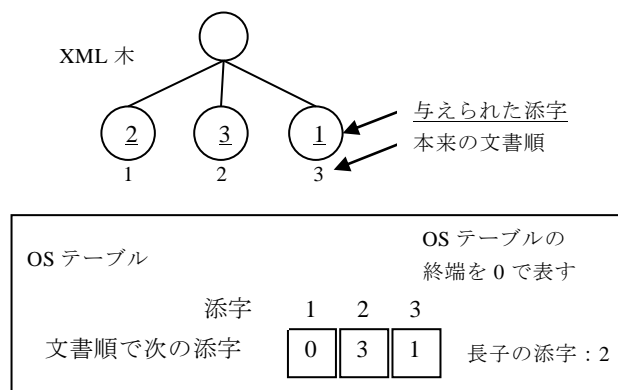 XML 木
与えられた添字
2 3 1
本来の文書順
1 2 3
OS テーブルの
OS テーブル
終端を 0 で表す
添字 1 2 3
文書順で次の添字 0 3 1 長子の添字 : 2